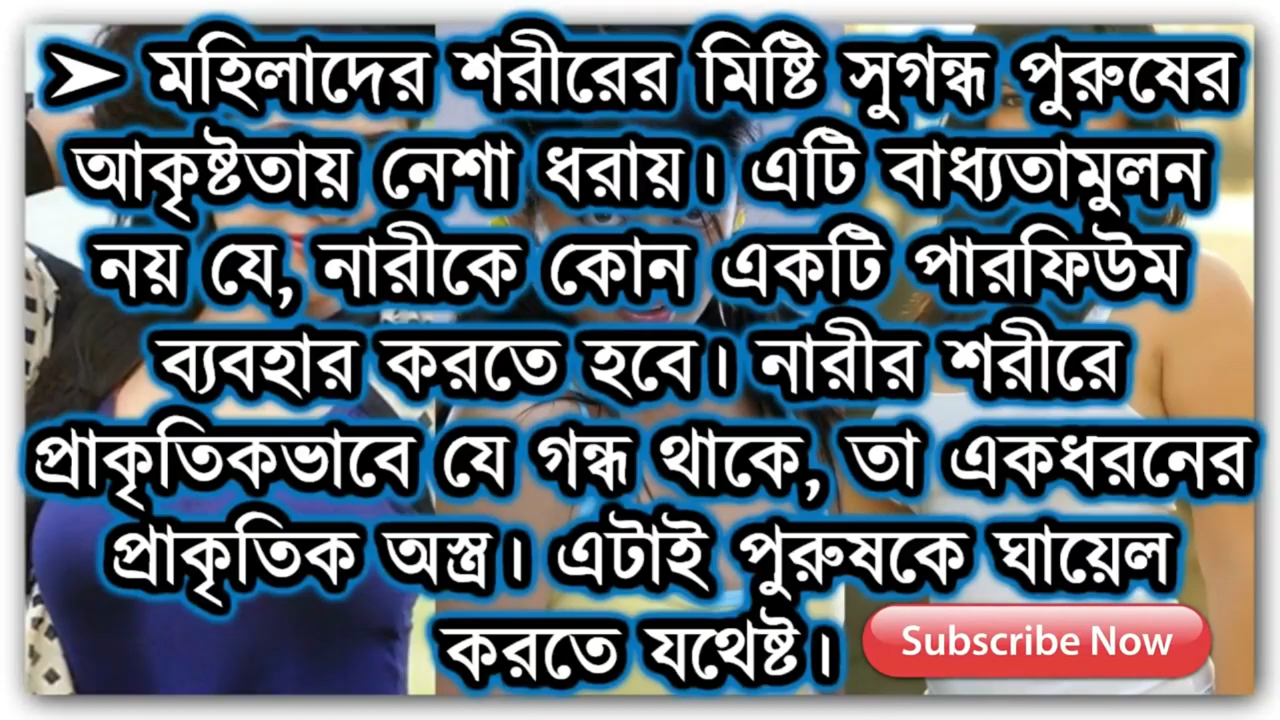 ➤ মহিলাদের শরীরের মিষ্টি সুগন্ধ পুরুষের
আকৃষ্টতায় নেশা ধরায়। এটি বাধ্যতামুলন
নয় যে, নারীকে কোন একটি পারফিউম
ব্যবহার করতে হবে। নারীর শরীরে
প্রাকৃতিকভাবে যে গন্ধ থাকে, তা একধরনের
প্রাকৃতিক অস্ত্র। এটাই পুরুষকে ঘায়েল
করতে যথেষ্ট।
Subscribe Now